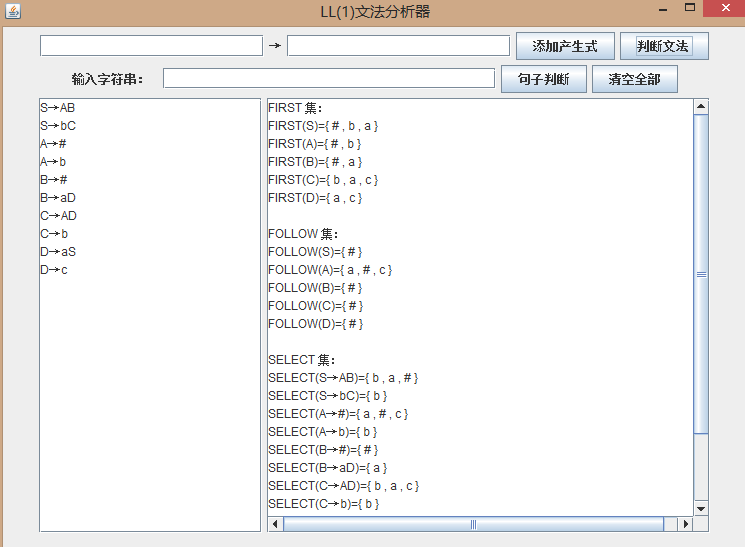 LL(1)文法分析器
→ 添加产生式 判断文法
输入字符串： 句子判断 清空全部
S→AB
S→bC
A→#
A→b
B→#
B→aD
C→AD
C→b
D→aS
D→c
FIRST 集：
FIRST(S)={ # , b , a }
FIRST(A)={ # , b }
FIRST(B)={ # , a }
FIRST(C)={ b , a , c }
FIRST(D)={ a , c }
FOLLOW 集：
FOLLOW(S)={ # }
FOLLOW(A)={ a , # , c }
FOLLOW(B)={ # }
FOLLOW(C)={ # }
FOLLOW(D)={ # }
SELECT 集：
SELECT(S→AB)={ b , a , # }
SELECT(S→bC)={ b }
SELECT(A→#)={ a , # , c }
SELECT(A→b)={ b }
SELECT(B→#)={ # }
SELECT(B→aD)={ a }
SELECT(C→AD)={ b , a , c }
SELECT(C→b)={ b }